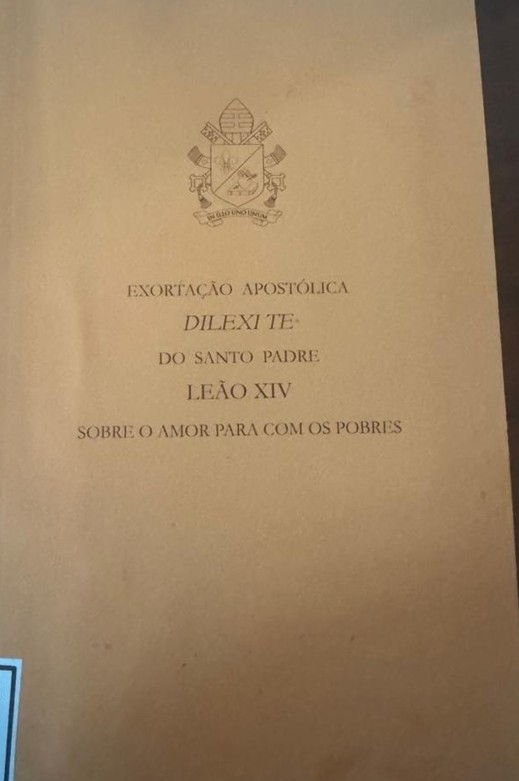 IN ILLO UNO UNUM
EXORTAÇÃO APOSTÓLICA
DILEXI TE
DO SANTO PADRE
LEÃO XIV
SOBRE O AMOR PARA COM OS POBRES